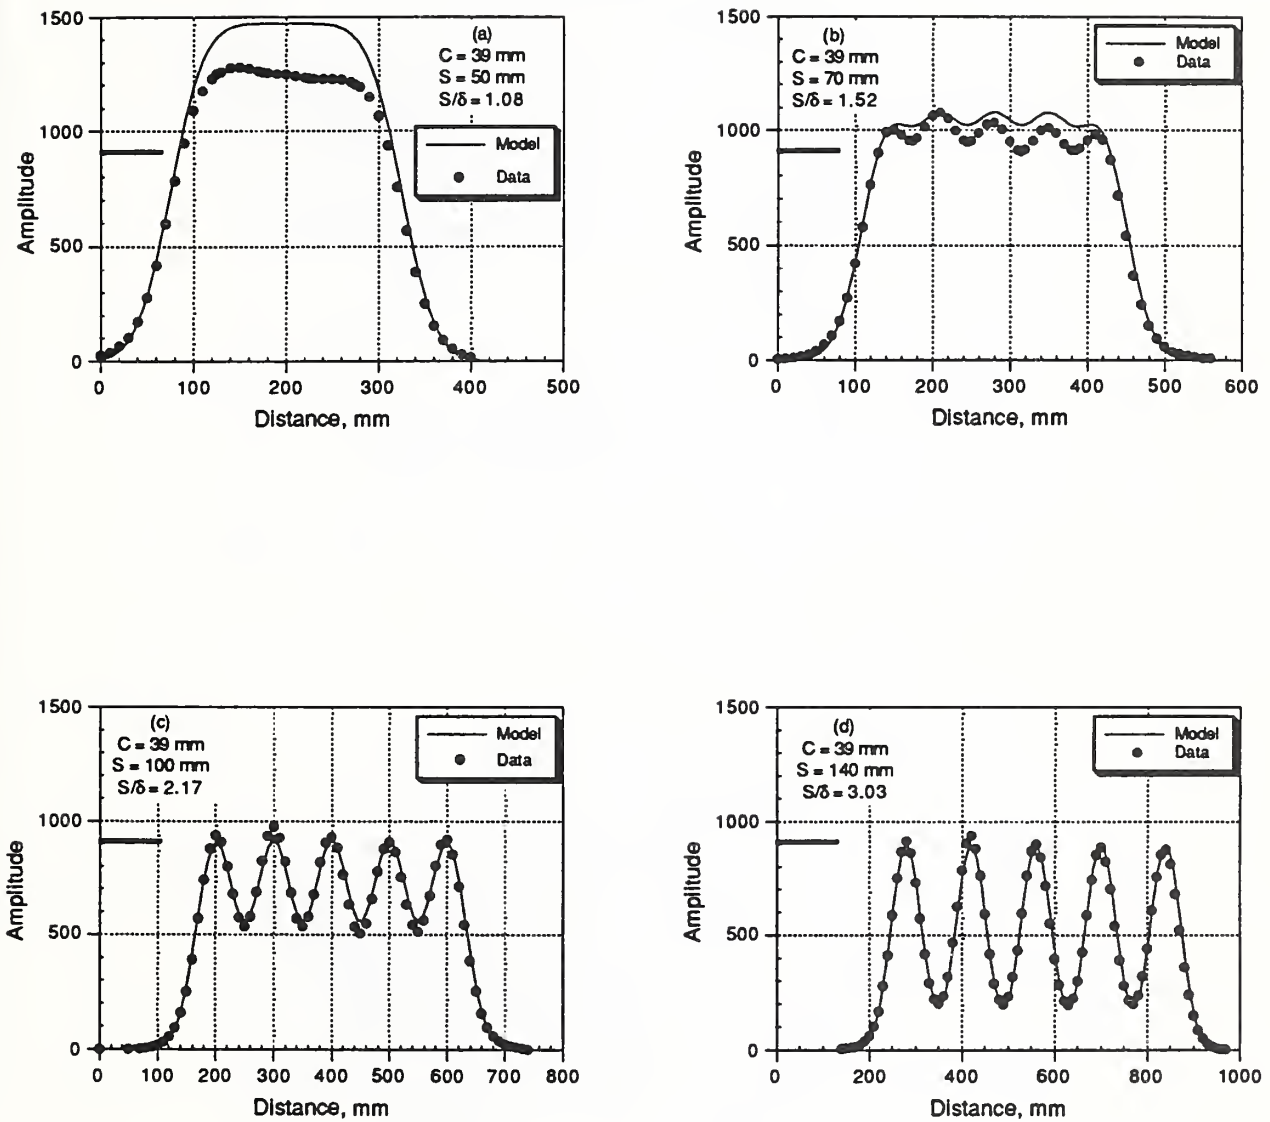 1500
1000
500
0
Amplitude
(a)
C = 39 mm
S = 50 mm
S/δ = 1.08
Model
Data
0 100 200 300 400 500
Distance, mm
1500
1000
500
0
Amplitude
(b)
C = 39 mm
S = 70 mm
S/δ = 1.52
Model
Data
0 100 200 300 400 500 600
Distance, mm
1500
1000
500
0
Amplitude
(c)
C = 39 mm
S = 100 mm
S/δ = 2.17
Model
Data
0 100 200 300 400 500 600 700 800
Distance, mm
1500
1000
500
0
Amplitude
(d)
C = 39 mm
S = 140 mm
S/δ = 3.03
Model
Data
0 200 400 600 800 1000
Distance, mm